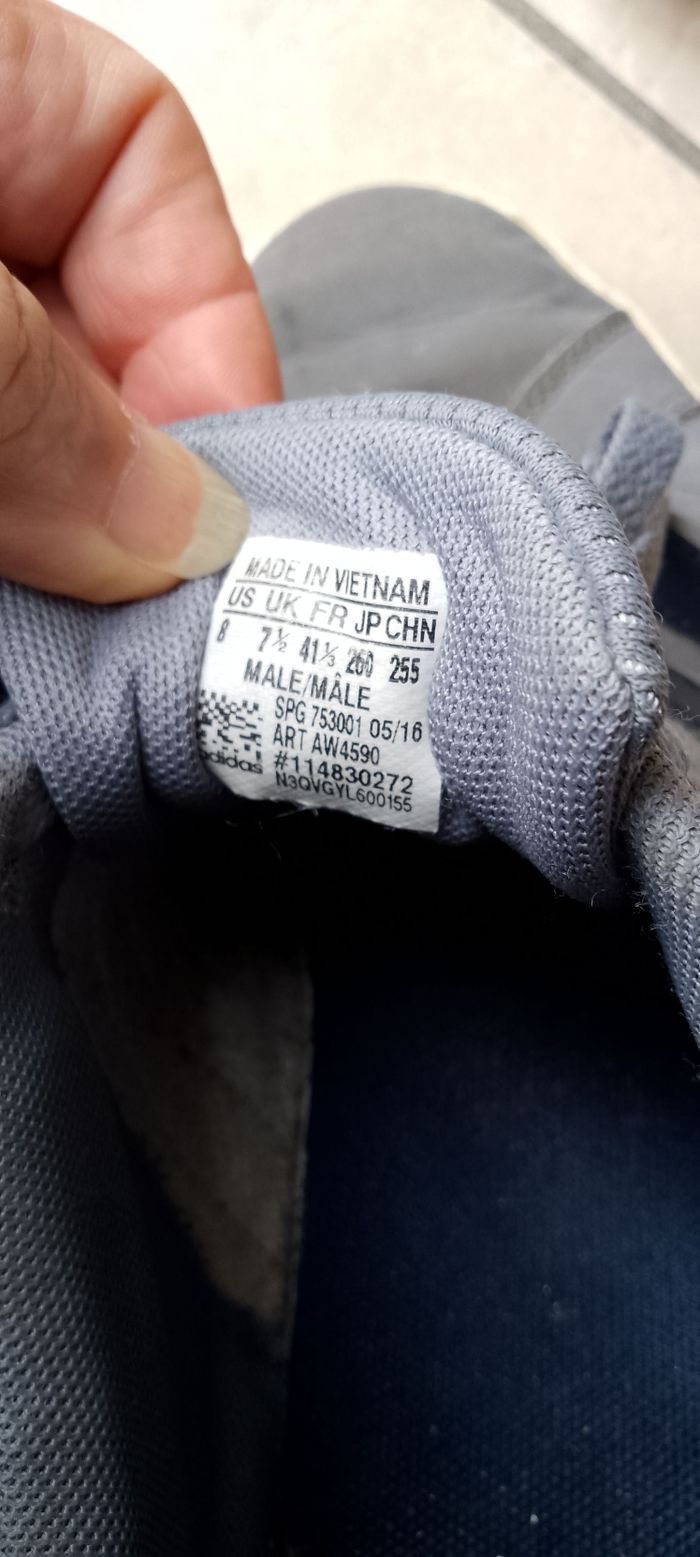 MADE IN VIETNAM
US UK FR JP CHN
8 7½ 41⅓ 260 255
MALE/MÂLE
SPG 753001 05/16
ART AW4590
adidas #114830272
N3QVGYL600155